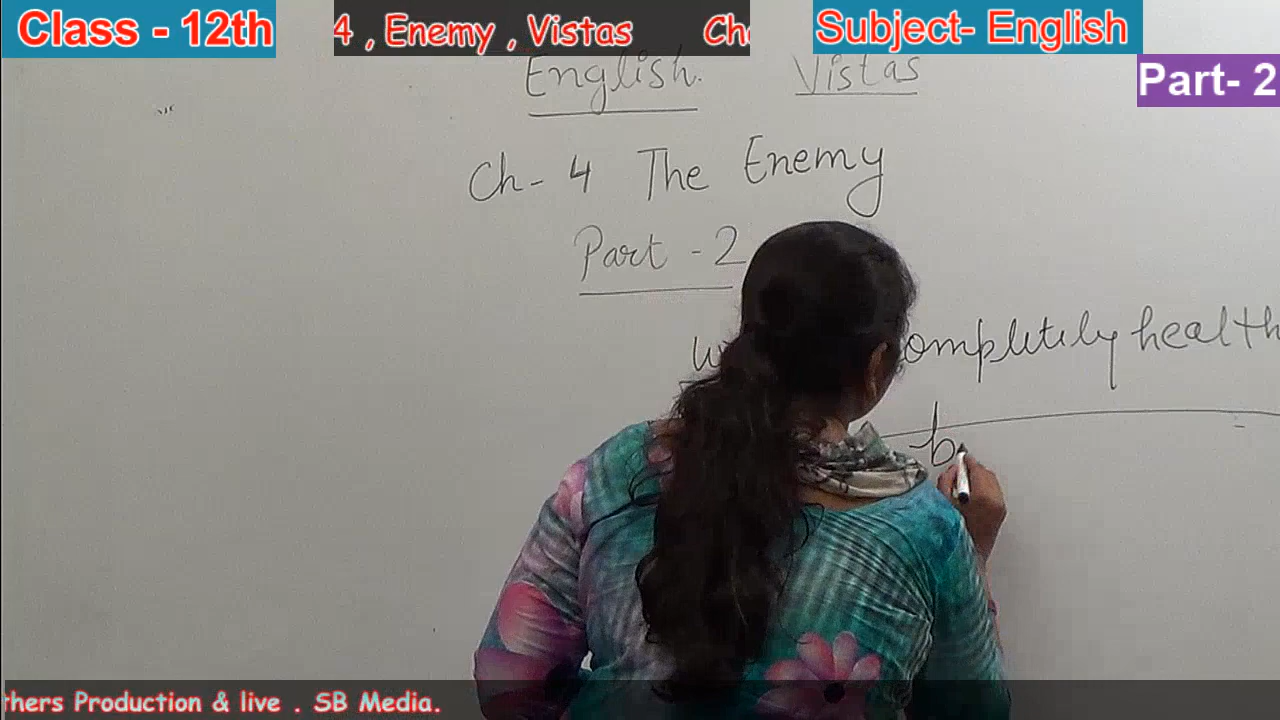 Class - 12th
4 , Enemy , Vistas
Subject- English
Part- 2
English. Vistas
Ch- 4 The Enemy
Part - 2
completely health
thers Production & live . SB Media.